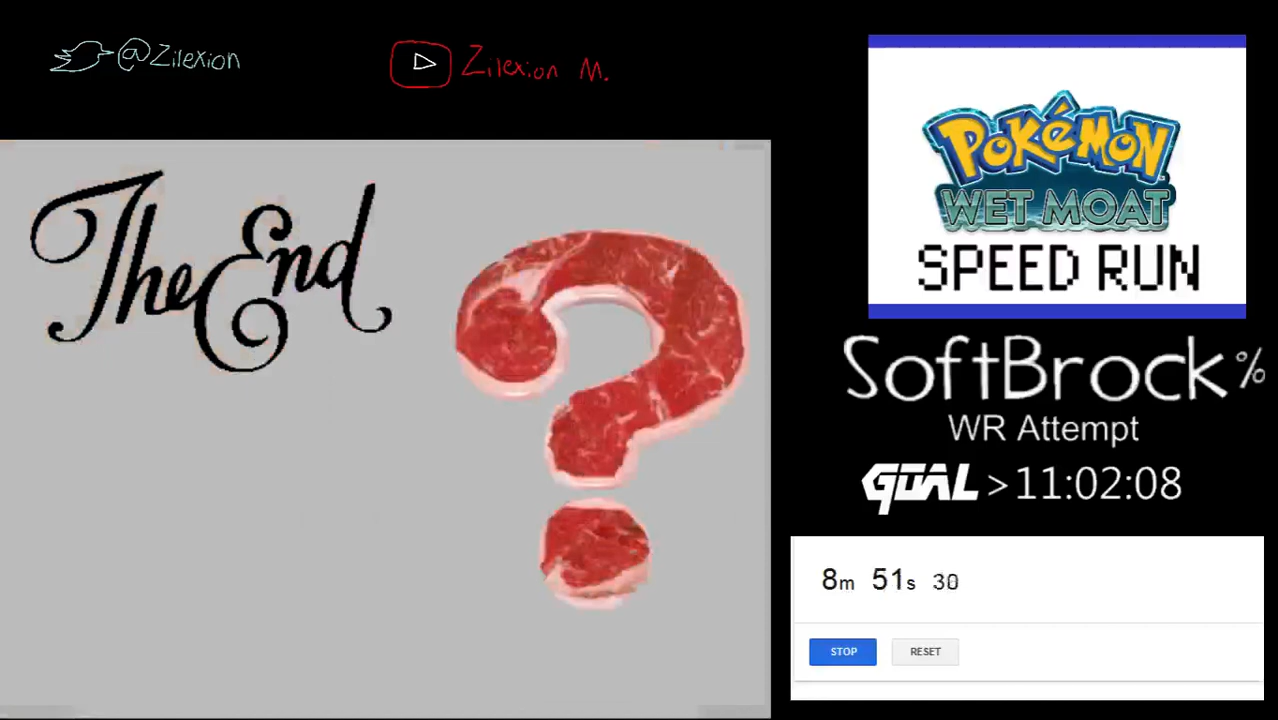 @Zilexion
Zilexion M.
The End
?
POKéMON
WET MOAT
SPEED RUN
SoftBrock%
WR Attempt
GOAL >11:02:08
8m 51s 30
STOP RESET